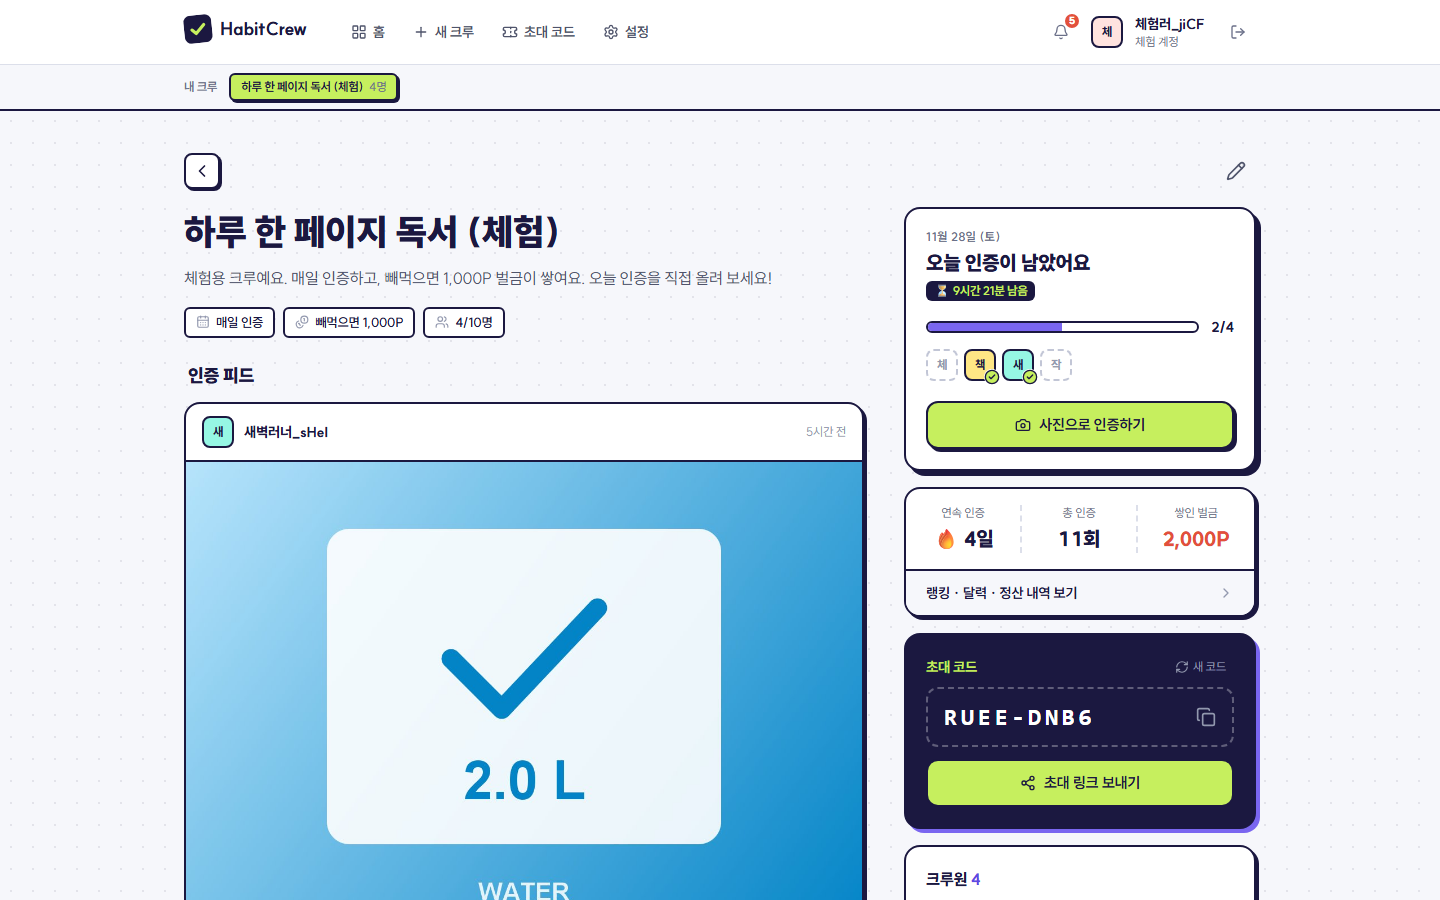 HabitCrew
홈
새 크루
초대 코드
설정
5
체
체험러_jiCF
체험 계정
내 크루
하루 한 페이지 독서 (체험) 4명
하루 한 페이지 독서 (체험)
체험용 크루예요. 매일 인증하고, 빼먹으면 1,000P 벌금이 쌓여요. 오늘 인증을 직접 올려 보세요!
매일 인증
빼먹으면 1,000P
4/10명
인증 피드
새
새벽러너_sHel
5시간 전
2.0 L
WATER
11월 28일 (토)
오늘 인증이 남았어요
9시간 21분 남음
2/4
체
책
새
작
사진으로 인증하기
연속 인증
4일
총 인증
11회
쌓인 벌금
2,000P
랭킹 · 달력 · 정산 내역 보기
초대 코드
새 코드
RUEE-DNB6
초대 링크 보내기
크루원 4